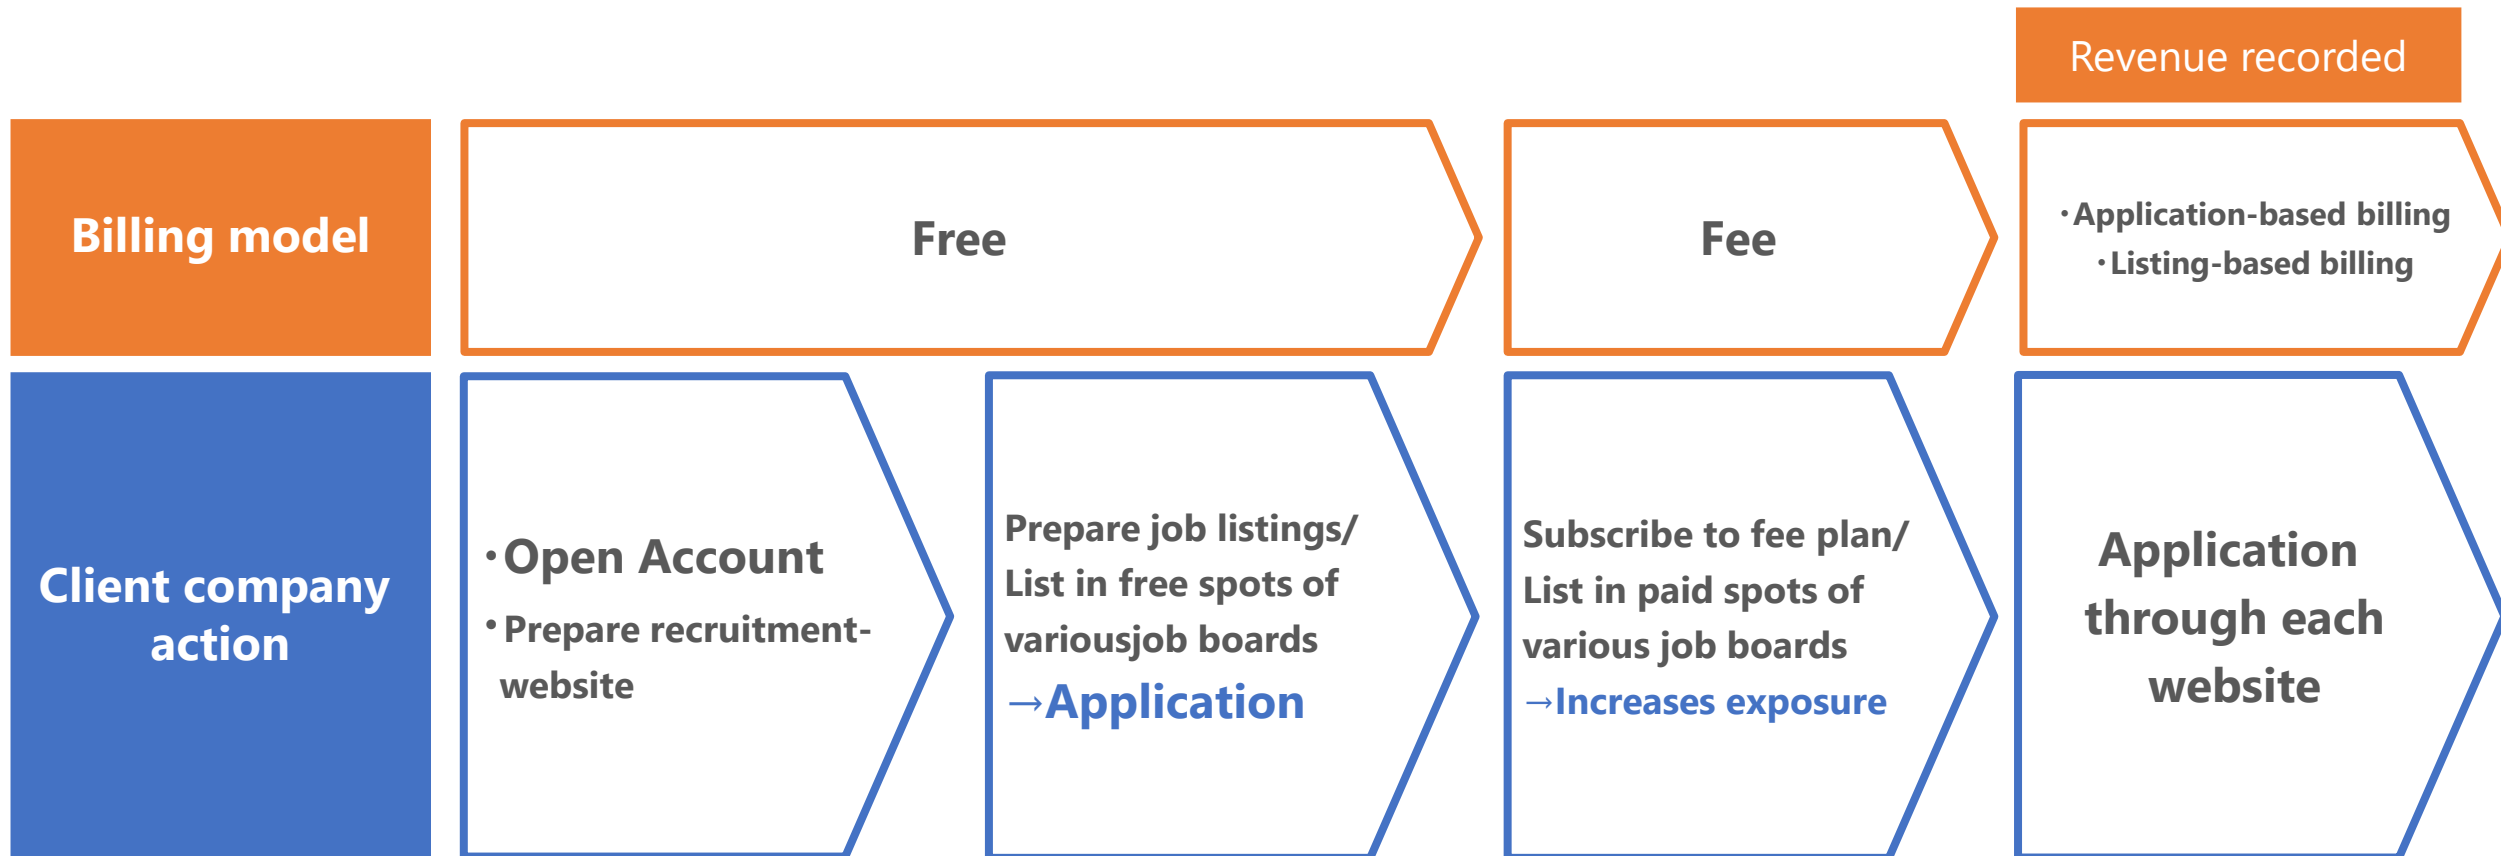 Revenue recorded
Billing model
Free
Fee
・Application-based billing
・Listing-based billing
Client company
action
・Open Account
・Prepare recruitment-
website
Prepare job listings/
List in free spots of
variousjob boards
→Application
Subscribe to fee plan/
List in paid spots of
various job boards
→Increases exposure
Application
through each
website